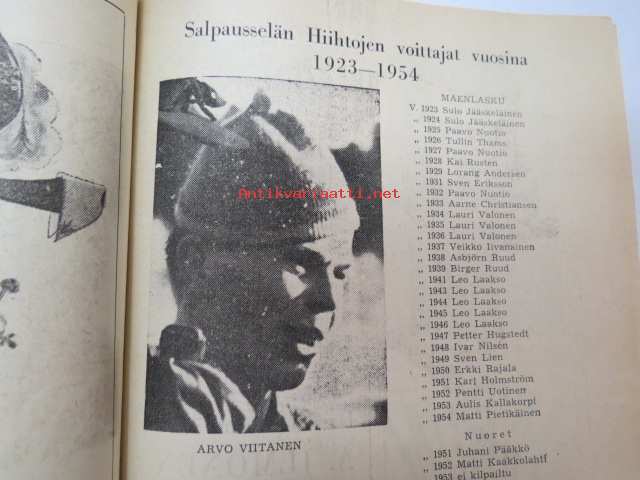 Salpausselän Hiihtojen voittajat vuosina
1923—1954
MÄENLASKU
V. 1923 Sulo Jääskeläinen
„ 1924 Sulo Jääskeläinen
„ 1925 Paavo Nuotio
„ 1926 Tullin Thams
„ 1927 Paavo Nuotio
„ 1928 Kai Rusten
„ 1929 Lorang Andersen
„ 1931 Sven Eriksson
„ 1932 Paavo Nuotio
„ 1933 Aarne Christiansen
„ 1934 Lauri Valonen
„ 1935 Lauri Valonen
„ 1936 Lauri Valonen
„ 1937 Veikko Iivanainen
„ 1938 Asbjörn Ruud
„ 1939 Birger Ruud
„ 1941 Leo Laakso
„ 1943 Leo Laakso
„ 1944 Leo Laakso
„ 1945 Leo Laakso
„ 1946 Leo Laakso
„ 1947 Petter Hugstedt
„ 1948 Ivar Nilsen
„ 1949 Sven Lien
„ 1950 Erkki Rajala
„ 1951 Karl Holmström
„ 1952 Pentti Uotinen
„ 1953 Aulis Kallakorpi
„ 1954 Matti Pietikäinen
Nuoret
„ 1951 Juhani Pääkkö
„ 1952 Matti Kaakkolahti
„ 1953 ei kilpailtu
Antikvariaatti.net
ARVO VIITANEN